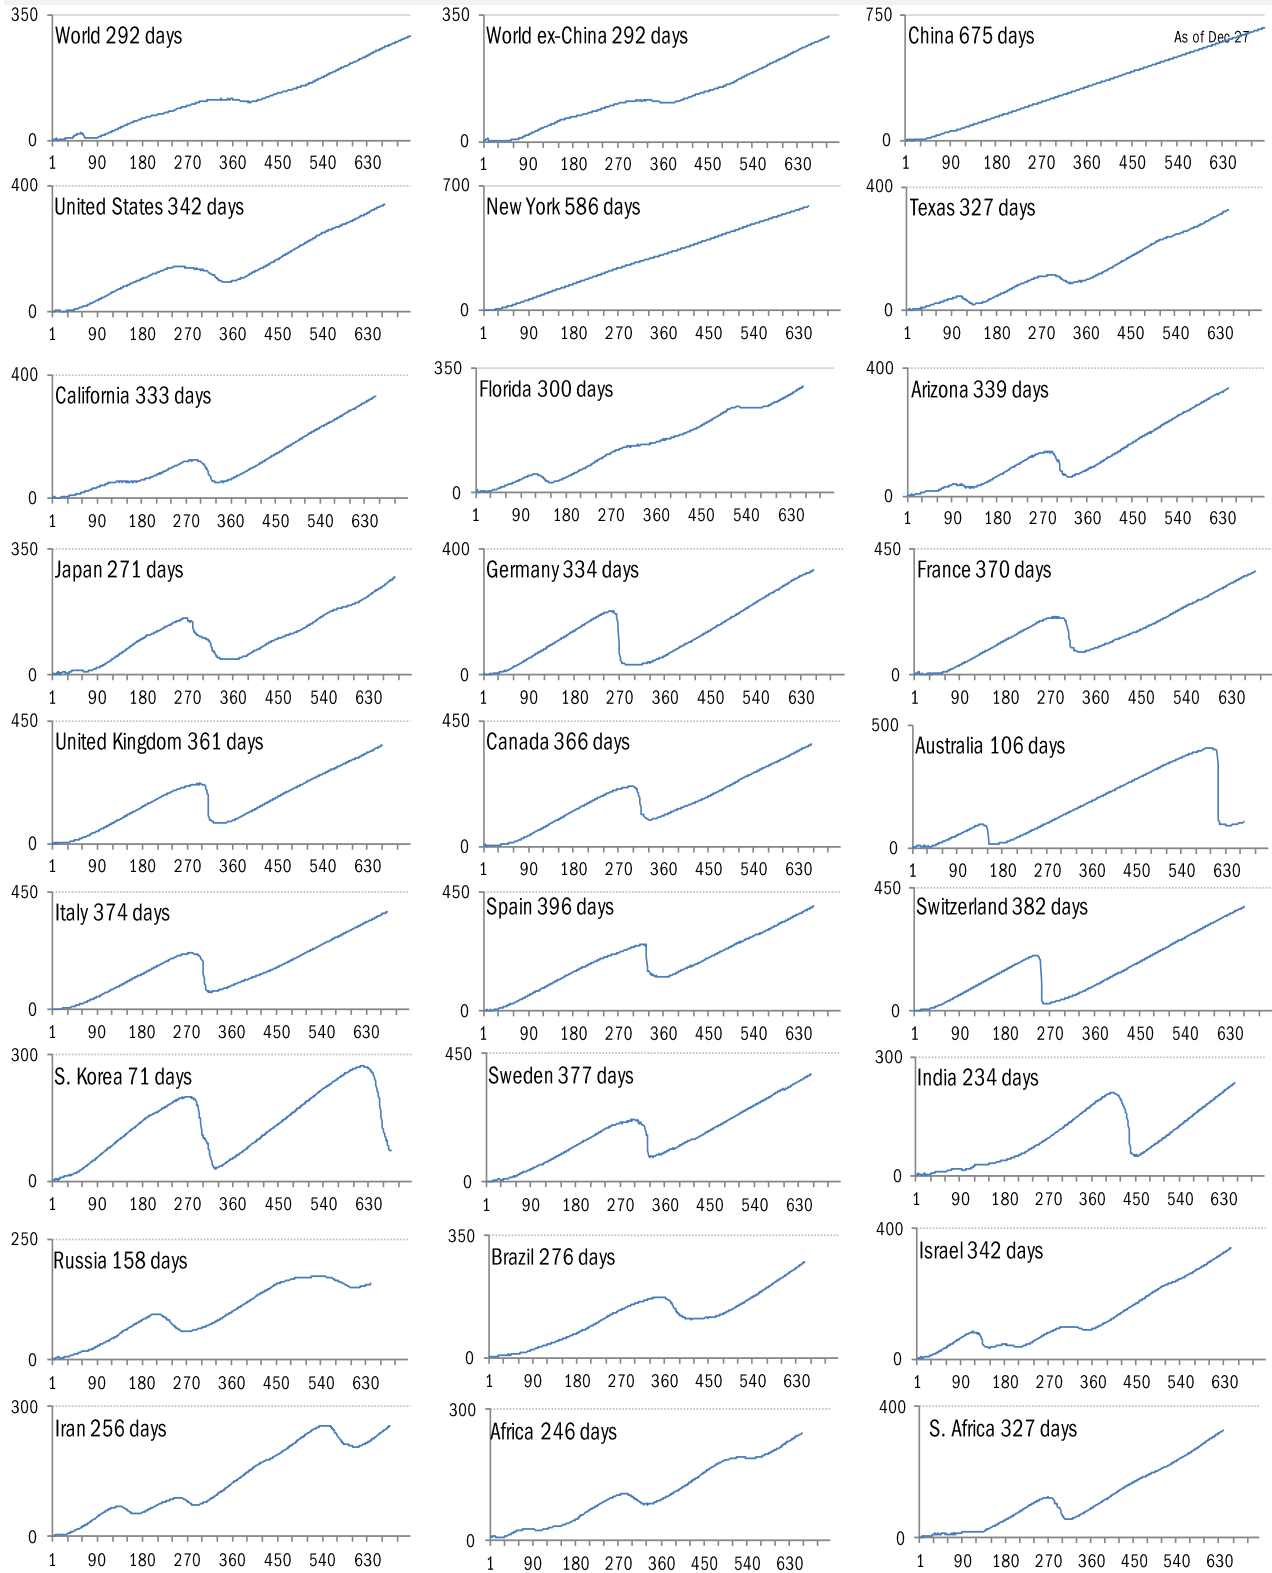 350
World 292 days
0
1 90 180 270 360 450 540 630
350
World ex-China 292 days
0
1 90 180 270 360 450 540 630
750
China 675 days
As of Dec 27
0
1 90 180 270 360 450 540 630
400
United States 342 days
0
1 90 180 270 360 450 540 630
700
New York 586 days
0
1 90 180 270 360 450 540 630
400
Texas 327 days
0
1 90 180 270 360 450 540 630
400
California 333 days
0
1 90 180 270 360 450 540 630
350
Florida 300 days
0
1 90 180 270 360 450 540 630
400
Arizona 339 days
0
1 90 180 270 360 450 540 630
350
Japan 271 days
0
1 90 180 270 360 450 540 630
400
Germany 334 days
0
1 90 180 270 360 450 540 630
450
France 370 days
0
1 90 180 270 360 450 540 630
450
United Kingdom 361 days
0
1 90 180 270 360 450 540 630
450
Canada 366 days
0
1 90 180 270 360 450 540 630
500
Australia 106 days
0
1 90 180 270 360 450 540 630
450
Italy 374 days
0
1 90 180 270 360 450 540 630
450
Spain 396 days
0
1 90 180 270 360 450 540 630
450
Switzerland 382 days
0
1 90 180 270 360 450 540 630
300
S. Korea 71 days
0
1 90 180 270 360 450 540 630
450
Sweden 377 days
0
1 90 180 270 360 450 540 630
300
India 234 days
0
1 90 180 270 360 450 540 630
250
Russia 158 days
0
1 90 180 270 360 450 540 630
350
Brazil 276 days
0
1 90 180 270 360 450 540 630
400
Israel 342 days
0
1 90 180 270 360 450 540 630
300
Iran 256 days
0
1 90 180 270 360 450 540 630
300
Africa 246 days
0
1 90 180 270 360 450 540 630
400
S. Africa 327 days
0
1 90 180 270 360 450 540 630